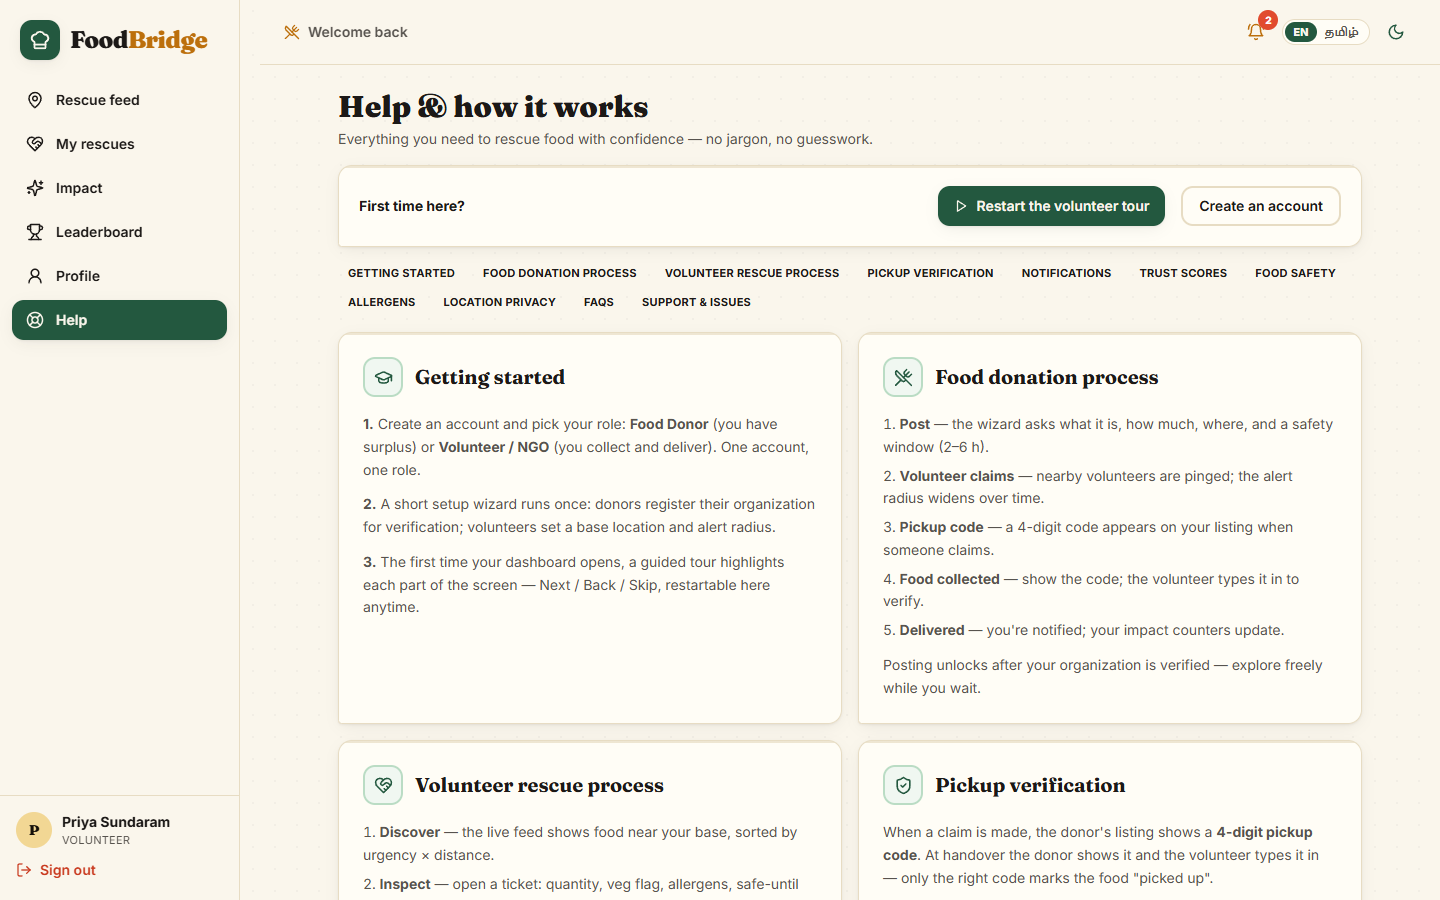 FoodBridge
Rescue feed
My rescues
Impact
Leaderboard
Profile
Help
Priya Sundaram
VOLUNTEER
Sign out
P
Welcome back
2
EN
தமிழ்
Help & how it works
Everything you need to rescue food with confidence — no jargon, no guesswork.
First time here?
Restart the volunteer tour
Create an account
GETTING STARTED
FOOD DONATION PROCESS
VOLUNTEER RESCUE PROCESS
PICKUP VERIFICATION
NOTIFICATIONS
TRUST SCORES
FOOD SAFETY
ALLERGENS
LOCATION PRIVACY
FAQS
SUPPORT & ISSUES
Getting started
1. Create an account and pick your role: Food Donor (you have
surplus) or Volunteer / NGO (you collect and deliver). One account,
one role.
2. A short setup wizard runs once: donors register their organization
for verification; volunteers set a base location and alert radius.
3. The first time your dashboard opens, a guided tour highlights
each part of the screen — Next / Back / Skip, restartable here
anytime.
Food donation process
1. Post — the wizard asks what it is, how much, where, and a safety
window (2–6 h).
2. Volunteer claims — nearby volunteers are pinged; the alert
radius widens over time.
3. Pickup code — a 4-digit code appears on your listing when
someone claims.
4. Food collected — show the code; the volunteer types it in to
verify.
5. Delivered — you're notified; your impact counters update.
Posting unlocks after your organization is verified — explore freely
while you wait.
Volunteer rescue process
1. Discover — the live feed shows food near your base, sorted by
urgency × distance.
2. Inspect — open a ticket: quantity, veg flag, allergens, safe-until
Pickup verification
When a claim is made, the donor's listing shows a 4-digit pickup
code. At handover the donor shows it and the volunteer types it in
— only the right code marks the food "picked up".